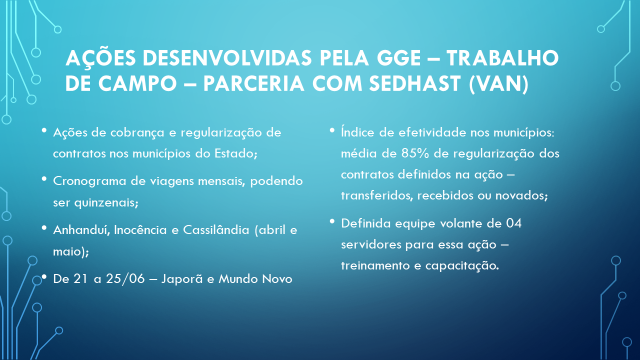 AÇÕES DESENVOLVIDAS PELA GGE – TRABALHO
DE CAMPO – PARCERIA COM SEDHAST (VAN)
• Ações de cobrança e regularização de
contratos nos municípios do Estado;
• Cronograma de viagens mensais, podendo
ser quinzenais;
• Anhanduí, Inocência e Cassilândia (abril e
maio);
• De 21 a 25/06 – Japorã e Mundo Novo
• Índice de efetividade nos municípios:
média de 85% de regularização dos
contratos definidos na ação –
transferidos, recebidos ou novados;
• Definida equipe volante de 04
servidores para essa ação –
treinamento e capacitação.